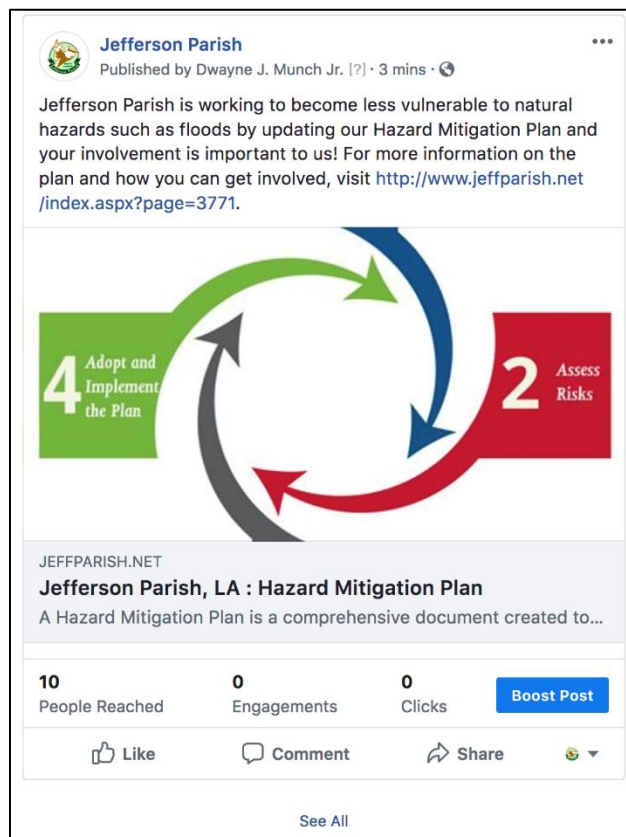 Jefferson Parish
Published by Dwayne J. Munch Jr. [?] · 3 mins ·
Jefferson Parish is working to become less vulnerable to natural
hazards such as floods by updating our Hazard Mitigation Plan and
your involvement is important to us! For more information on the
plan and how you can get involved, visit http://www.jeffparish.net
/index.aspx?page=3771.
4
Adopt and
Implement
the Plan
2
Assess
Risks
JEFFPARISH.NET
Jefferson Parish, LA : Hazard Mitigation Plan
A Hazard Mitigation Plan is a comprehensive document created to...
10
People Reached
0
Engagements
0
Clicks
Boost Post
Like
Comment
Share
See All